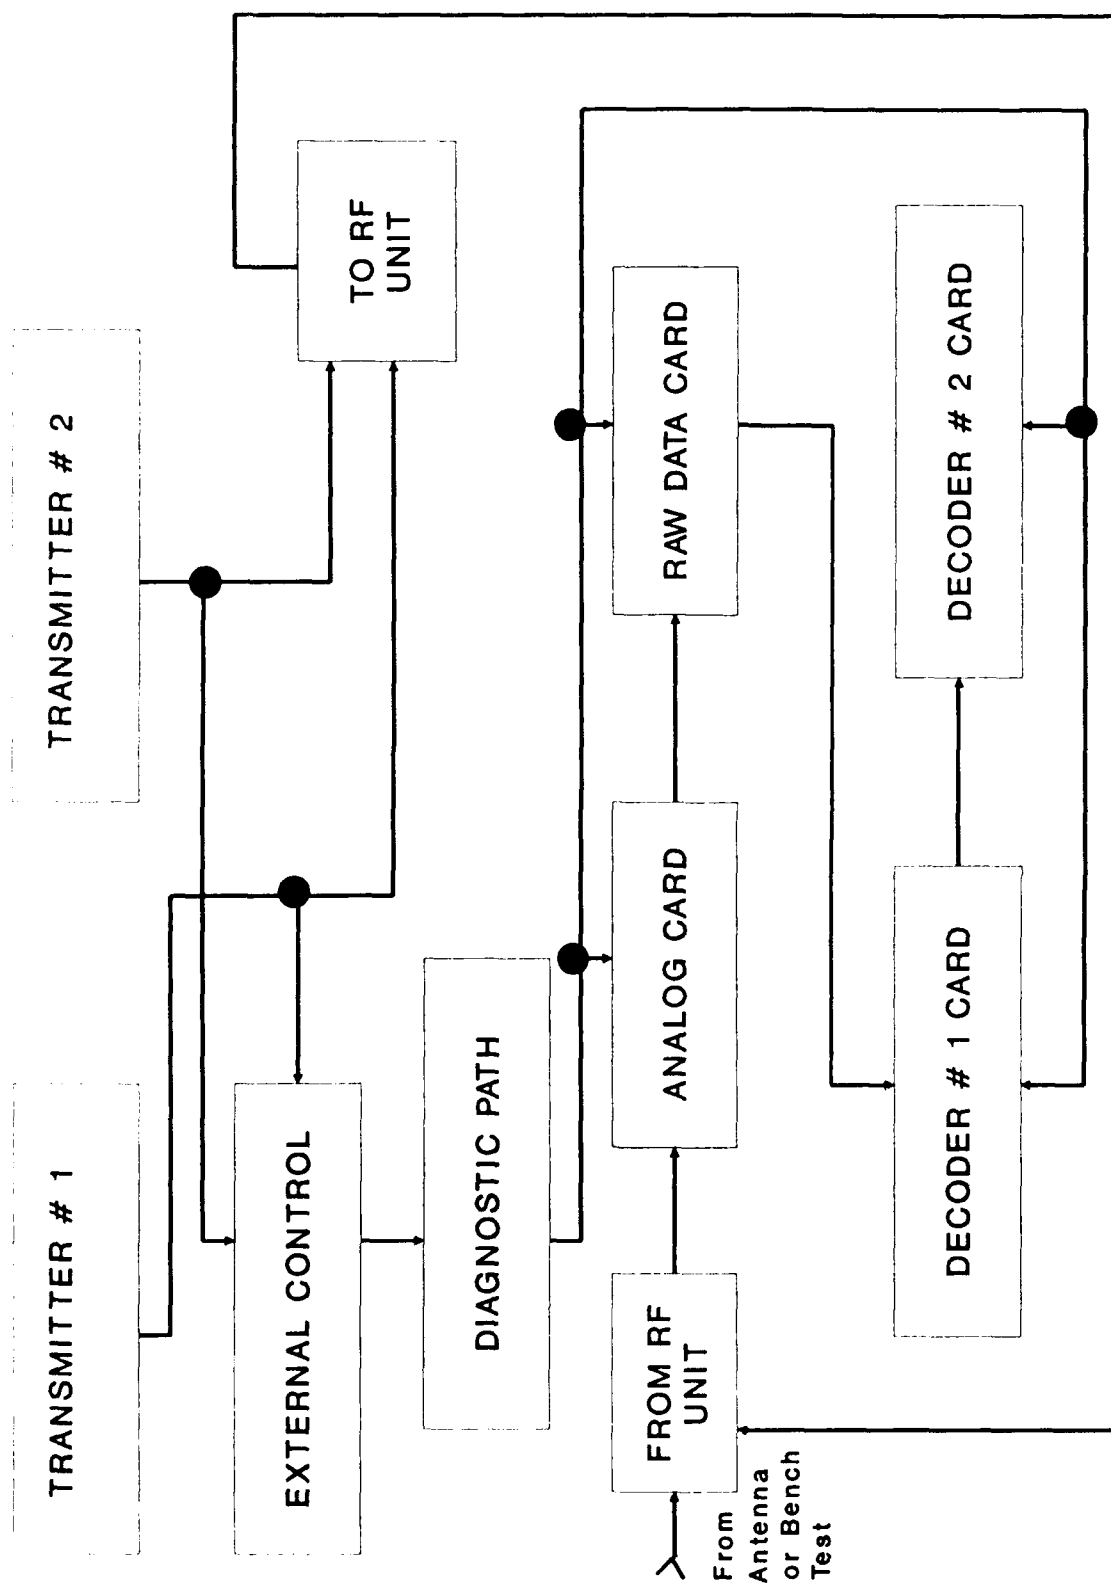 TRANSMITTER # 1
TRANSMITTER # 2
EXTERNAL CONTROL
TO RF
UNIT
DIAGNOSTIC PATH
FROM RF
UNIT
ANALOG CARD
RAW DATA CARD
From
Antenna
or Bench
Test
DECODER # 1 CARD
DECODER # 2 CARD